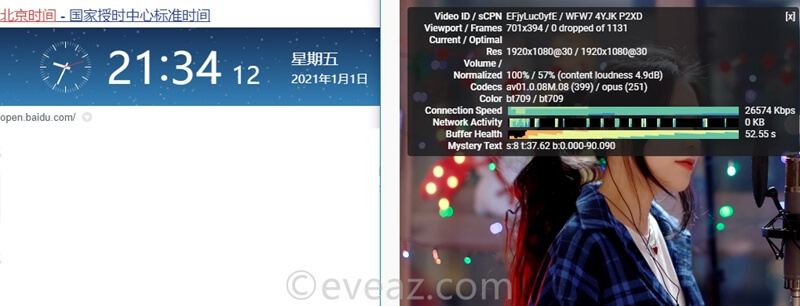 北京时间 - 国家授时中心标准时间
21:34 12
星期五
2021年1月1日
open.baidu.com/
Video ID / sCPN EFjyLuc0yfE / WFW7 4YJK P2XD
[x]
Viewport / Frames 701x394 / 0 dropped of 1131
Current / Optimal
Res 1920x1080@30 / 1920x1080@30
Volume /
Normalized 100% / 57% (content loudness 4.9dB)
Codecs av01.0.08M.08 (399) / opus (251)
Color bt709 / bt709
Connection Speed 26574 Kbps
Network Activity 0 KB
Buffer Health 52.55 s
Mystery Text s:8 t:37.62 b:0.000-90.090
© eveaz.com